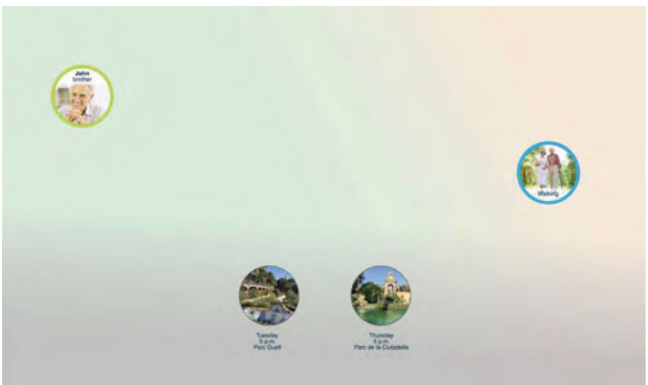 John
brother
Walking
Tuesday
5 p.m.
Parc Guell
Thursday
5 p.m.
Parc de la Ciutadella